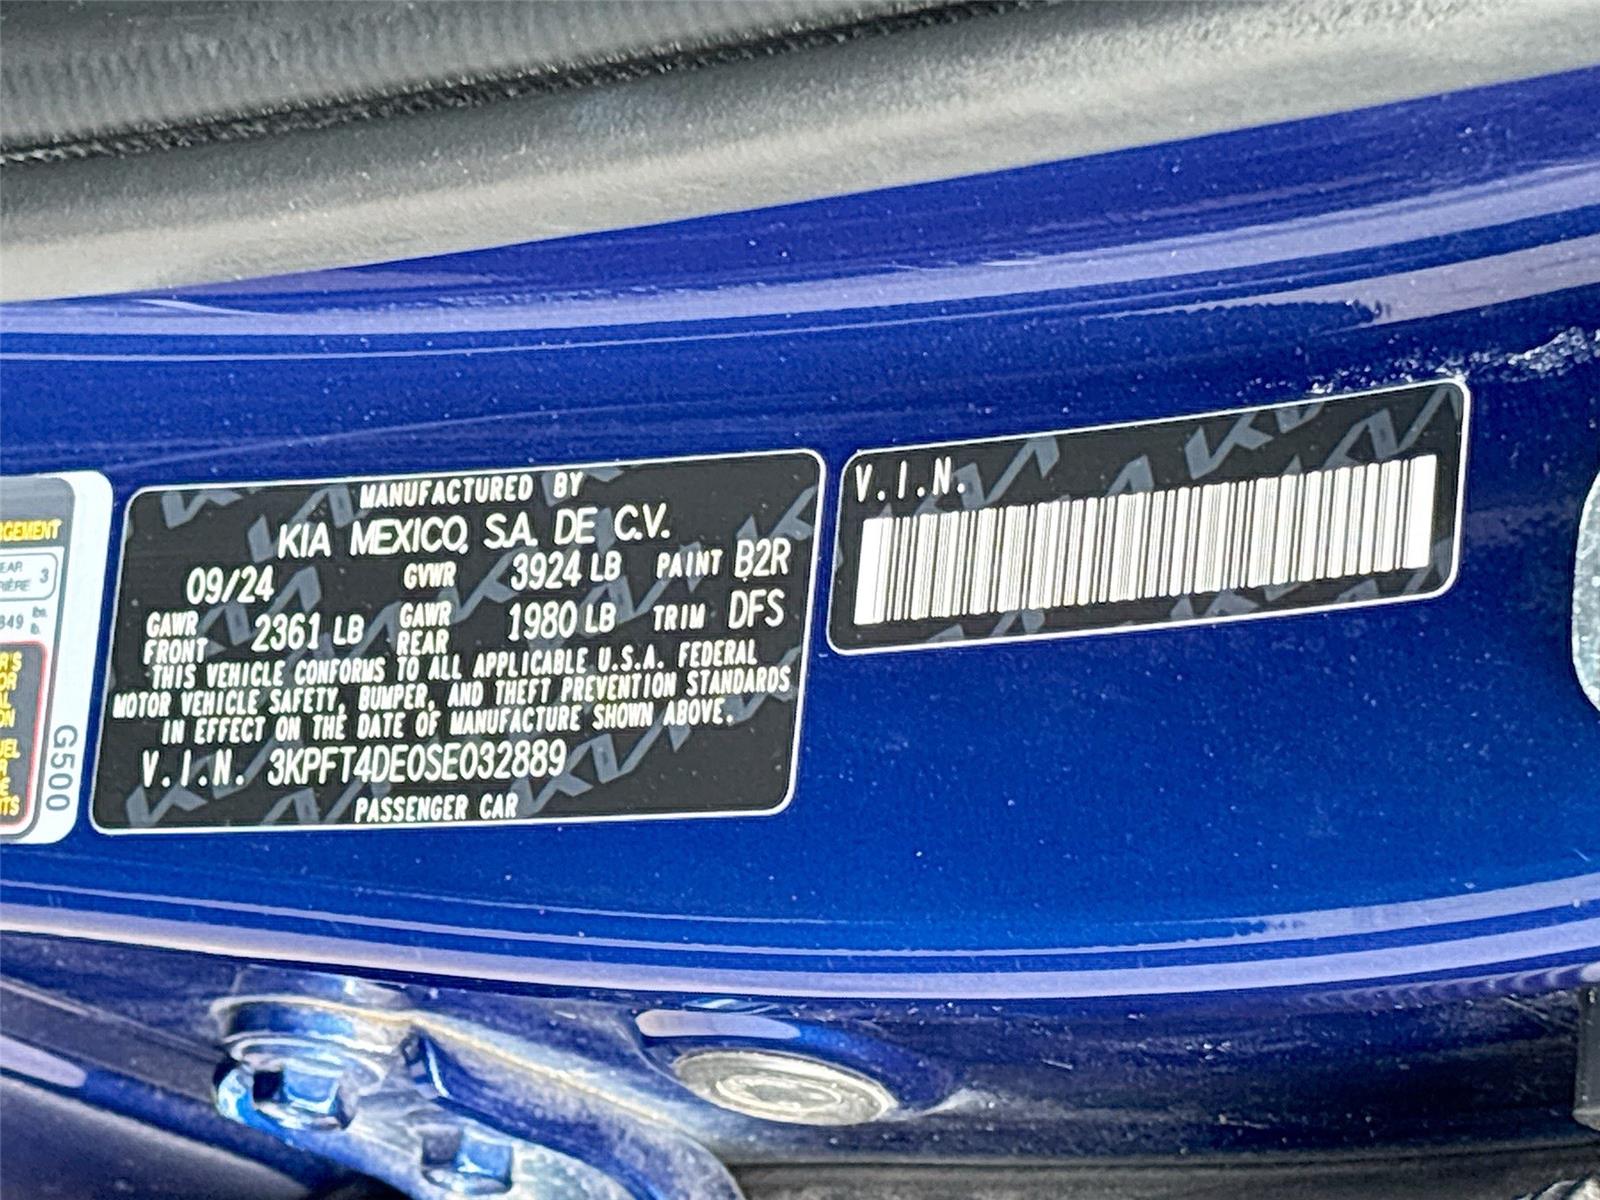 MANUFACTURED BY
KIA MEXICO, S.A. DE C.V.
09/24 GVWR 3924 LB PAINT B2R
GAWR FRONT 2361 LB GAWR REAR 1980 LB TRIM DFS
THIS VEHICLE CONFORMS TO ALL APPLICABLE U.S.A. FEDERAL
MOTOR VEHICLE SAFETY, BUMPER, AND THEFT PREVENTION STANDARDS
IN EFFECT ON THE DATE OF MANUFACTURE SHOWN ABOVE.
V.I.N. 3KPFT4DE0SE032889
PASSENGER CAR
V.I.N.
3
G500